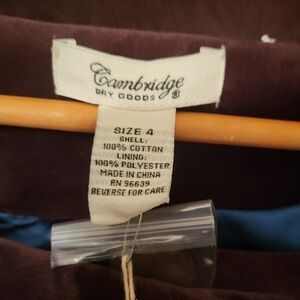 Cambridge
DRY GOODS ®
SIZE 4
SHELL:
100% COTTON
LINING:
100% POLYESTER
MADE IN CHINA
RN 96639
REVERSE FOR CARE